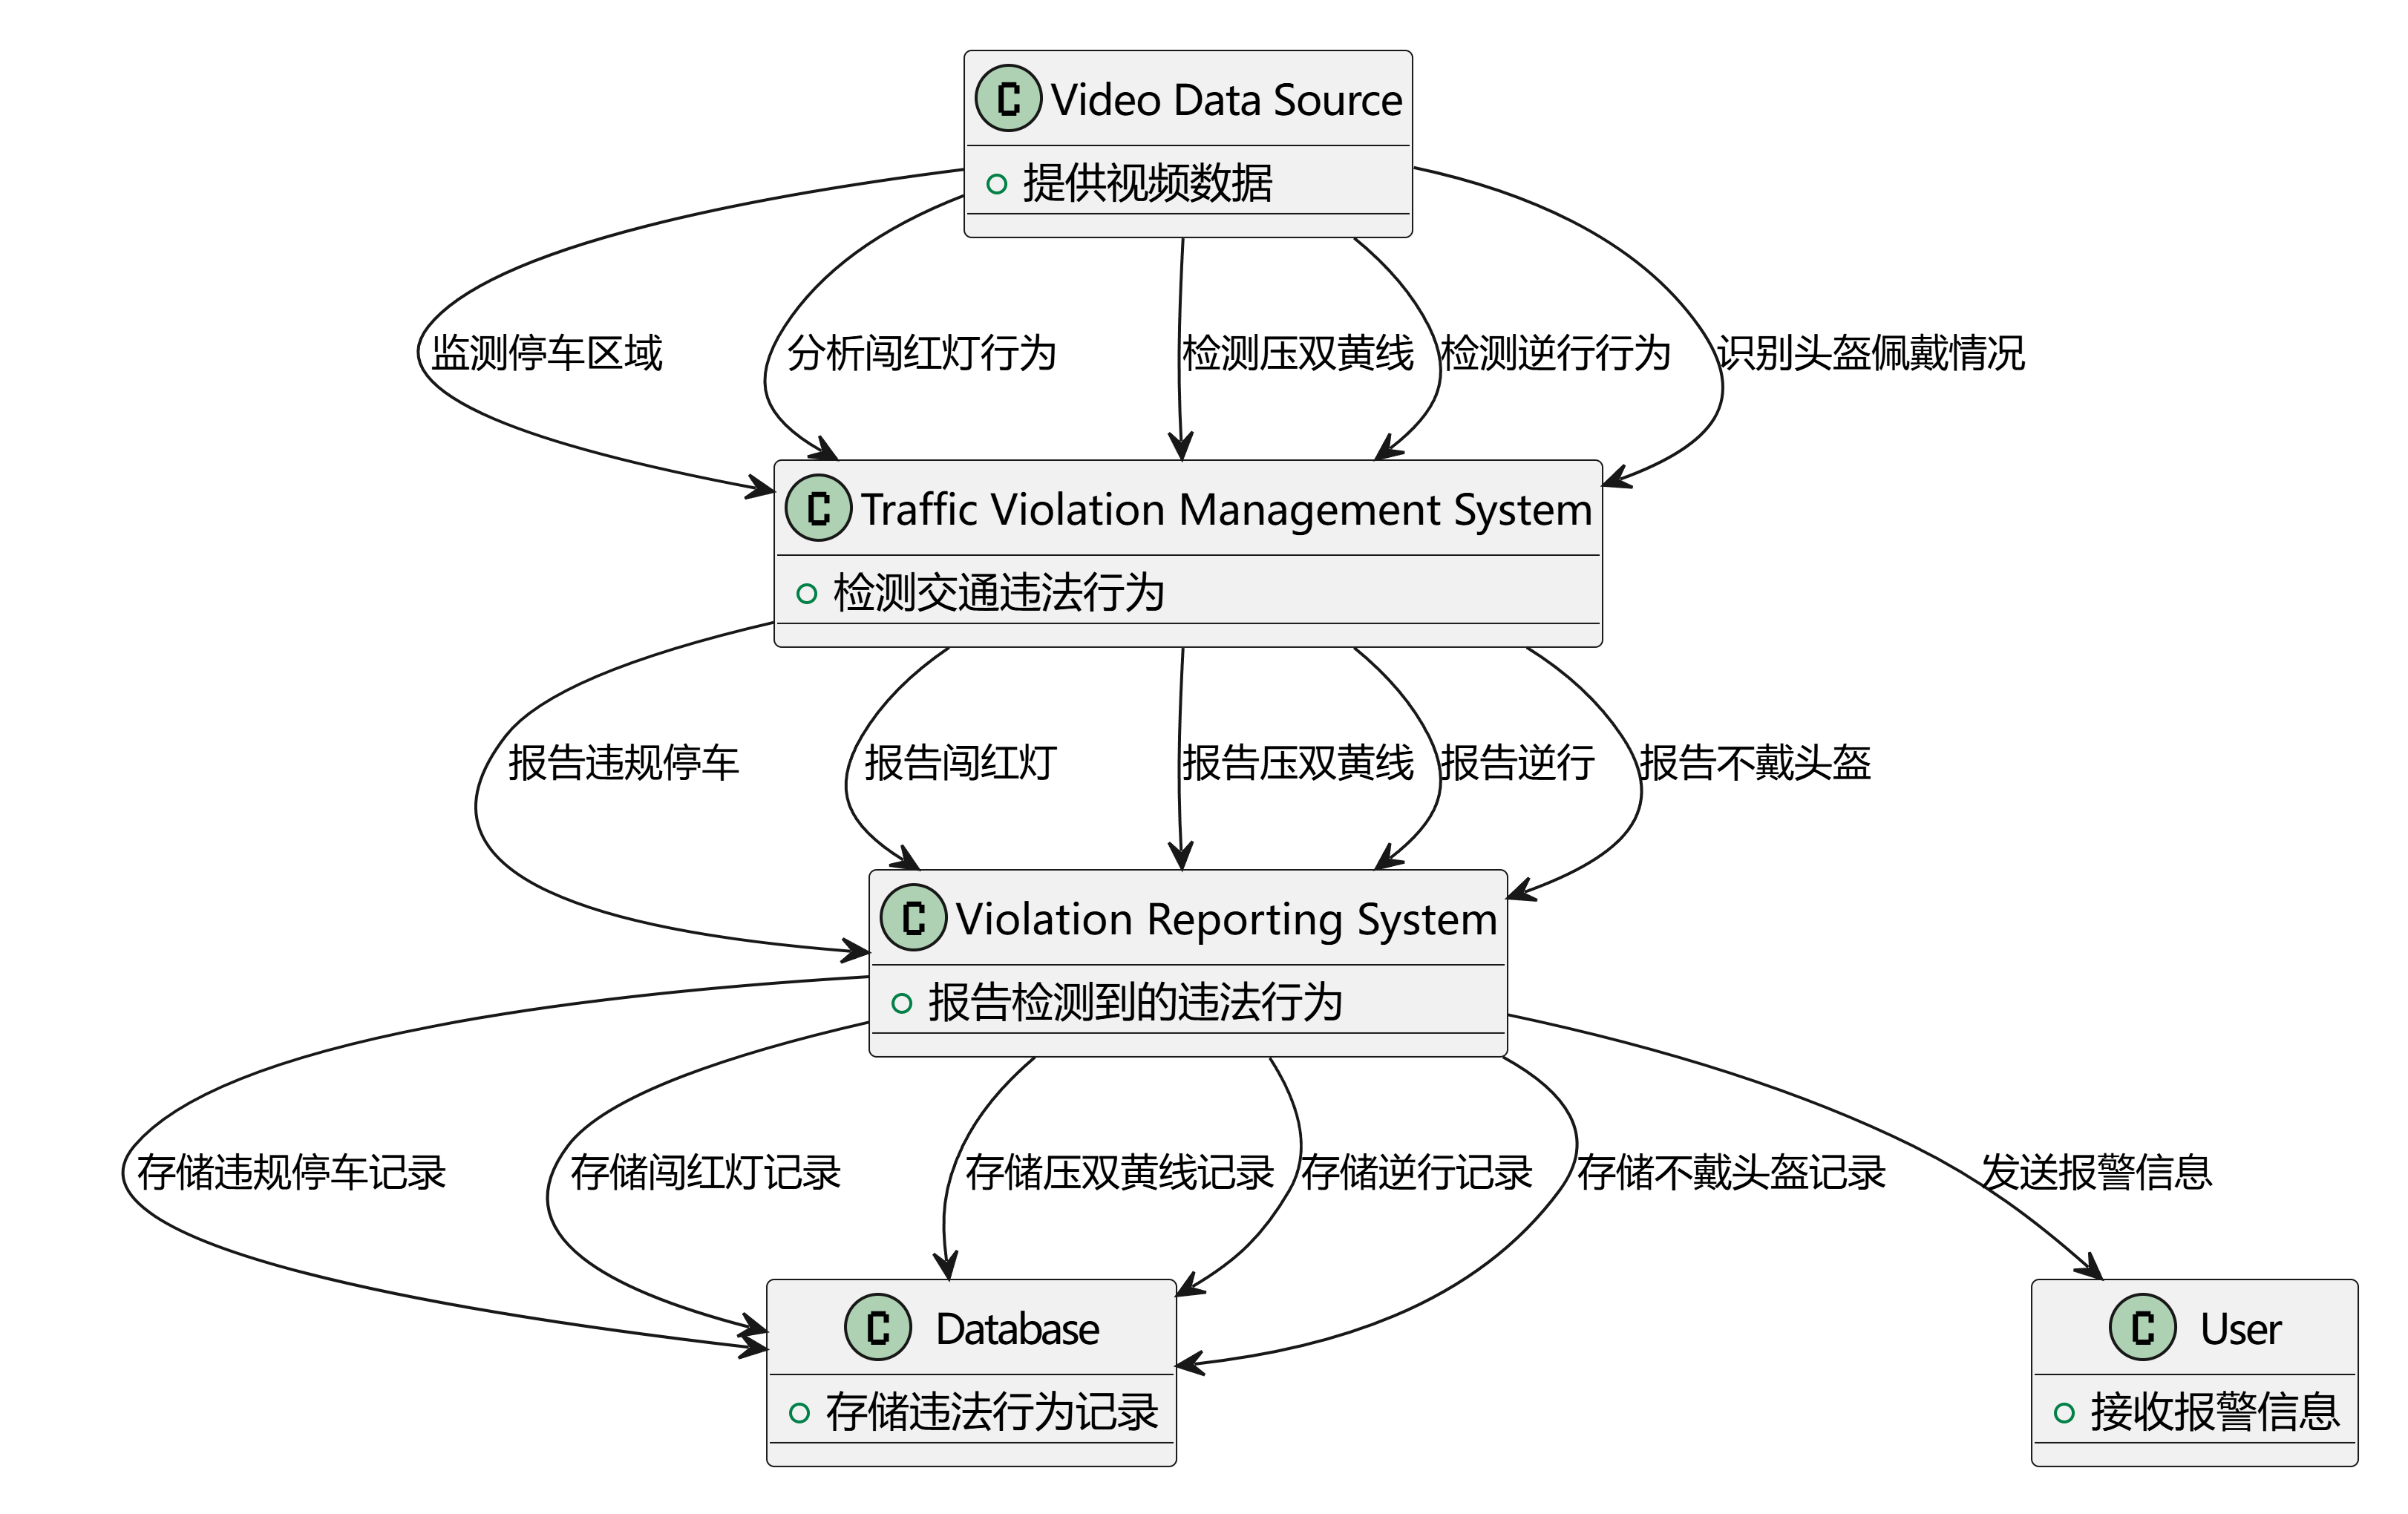 C Video Data Source
提供视频数据
监测停车区域
分析闯红灯行为
检测压双黄线
检测逆行行为
识别头盔佩戴情况
C Traffic Violation Management System
检测交通违法行为
报告违规停车
报告闯红灯
报告压双黄线
报告逆行
报告不戴头盔
C Violation Reporting System
报告检测到的违法行为
存储违规停车记录
存储闯红灯记录
存储压双黄线记录
存储逆行记录
存储不戴头盔记录
发送报警信息
C Database
存储违法行为记录
C User
接收报警信息